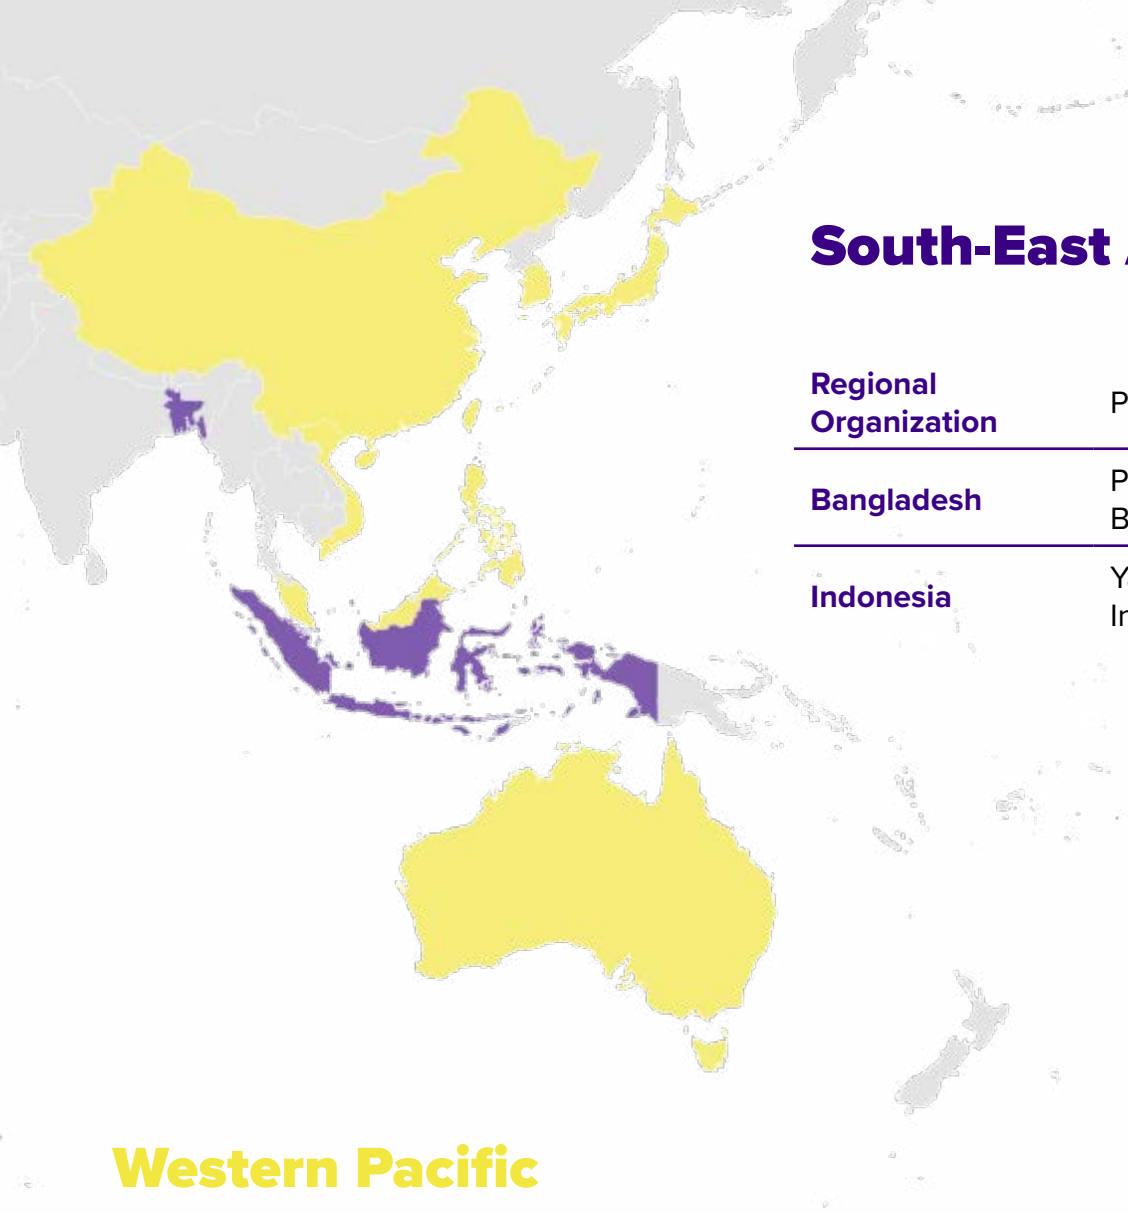 South-East
Regional
Organization
Bangladesh
Indonesia
Western Pacific